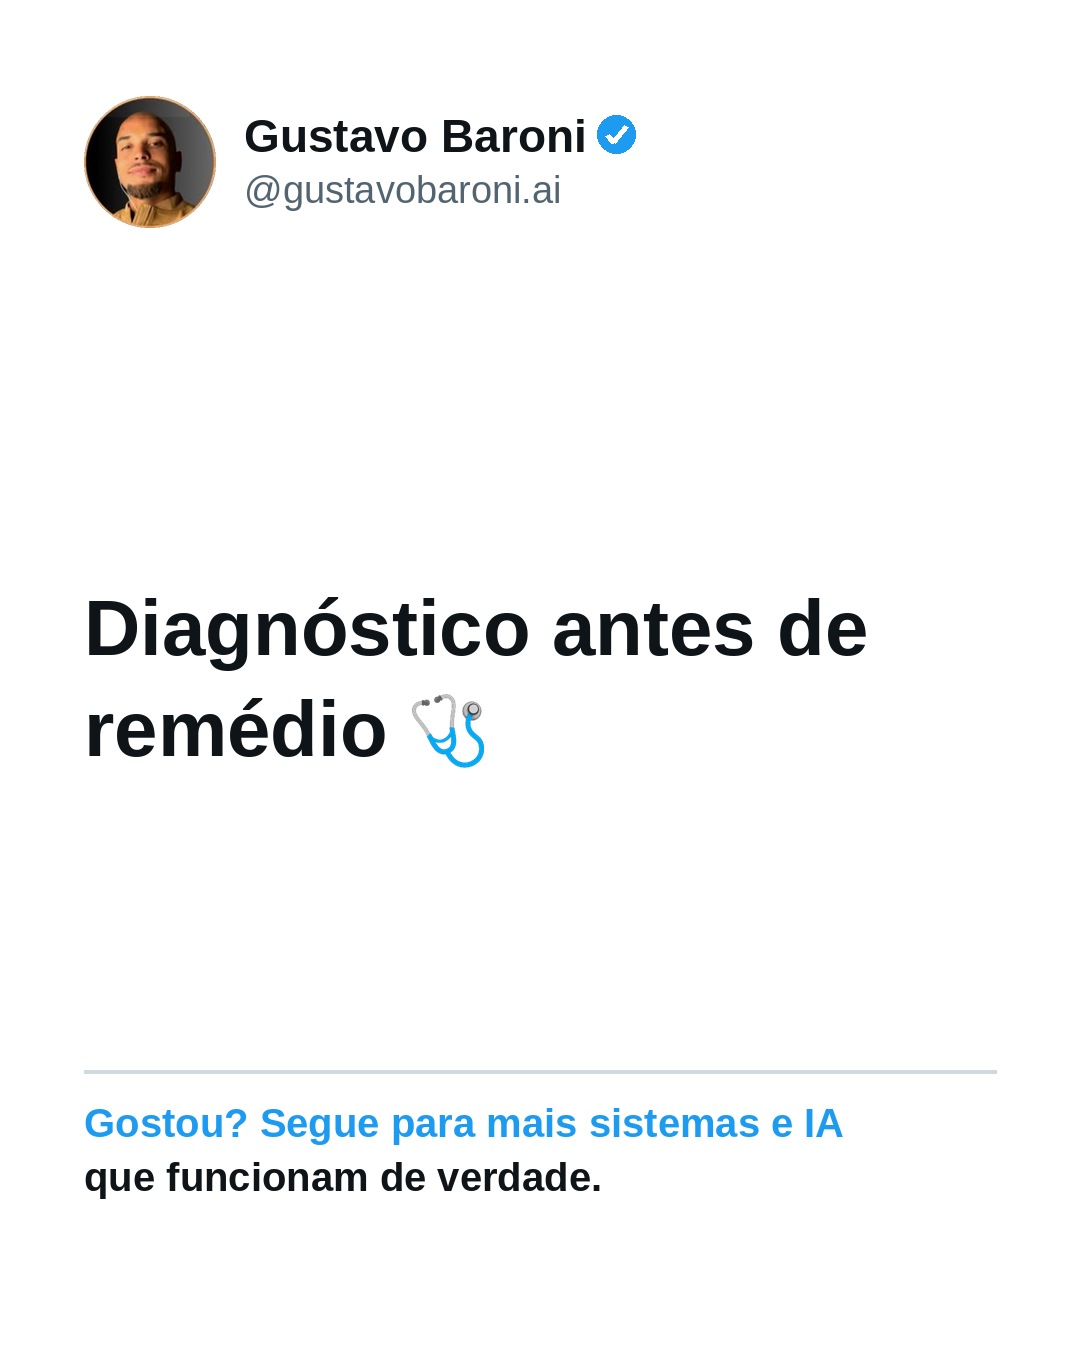 Gustavo Baroni
@gustavobaroni.ai
Diagnóstico antes de
remédio 🩺
Gostou? Segue para mais sistemas e IA
que funcionam de verdade.